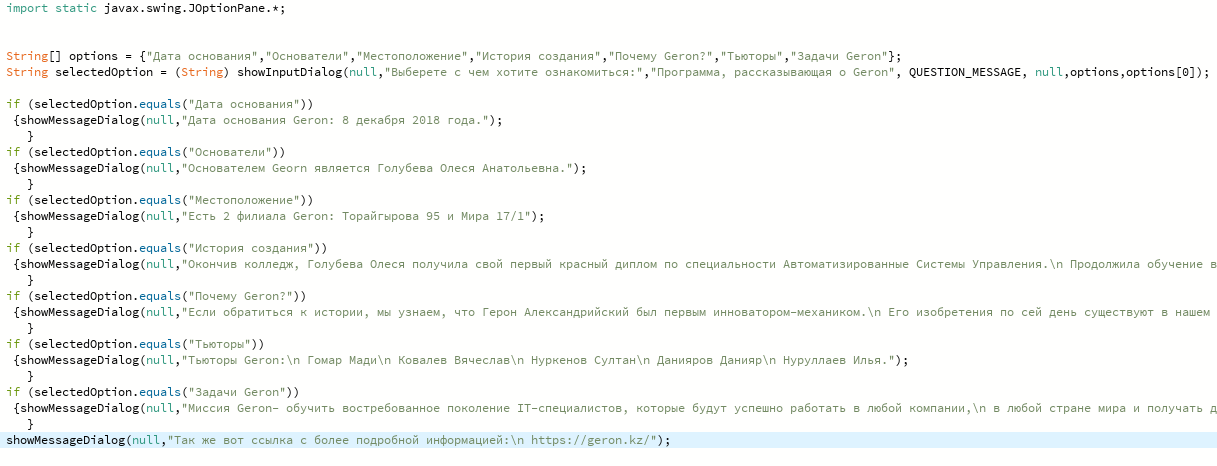 import static javax.swing.JOptionPane.*;
String[] options = {"Дата основания","Основатели","Местоположение","История создания","Почему Geron?","Тьюторы","Задачи Geron"};
String selectedOption = (String) showInputDialog(null,"Выберете с чем хотите ознакомиться:","Программа, рассказывающая о Geron", QUESTION_MESSAGE, null,options,options[0]);
if (selectedOption.equals("Дата основания"))
{showMessageDialog(null,"Дата основания Geron: 8 декабря 2018 года.");
}
if (selectedOption.equals("Основатели"))
{showMessageDialog(null,"Основателем Georn является Голубева Олеся Анатольевна.");
}
if (selectedOption.equals("Местоположение"))
{showMessageDialog(null,"Есть 2 филиала Geron: Торайгырова 95 и Мира 17/1");
}
if (selectedOption.equals("История создания"))
{showMessageDialog(null,"Окончив колледж, Голубева Олеся получила свой первый красный диплом по специальности Автоматизированные Системы Управления.\n Продолжила обучение в
}
if (selectedOption.equals("Почему Geron?"))
{showMessageDialog(null,"Если обратиться к истории, мы узнаем, что Герон Александрийский был первым инноватором-механиком.\n Его изобретения по сей день существуют в нашем
}
if (selectedOption.equals("Тьюторы"))
{showMessageDialog(null,"Тьюторы Geron:\n Гомар Мади\n Ковалев Вячеслав\n Нуркенов Султан\n Данияров Данияр\n Нуруллаев Илья.");
}
if (selectedOption.equals("Задачи Geron"))
{showMessageDialog(null,"Миссия Geron- обучить востребованное поколение IT-специалистов, которые будут успешно работать в любой компании,\n в любой стране мира и получать д
}
showMessageDialog(null,"Так же вот ссылка с более подробной информацией:\n https://geron.kz/");